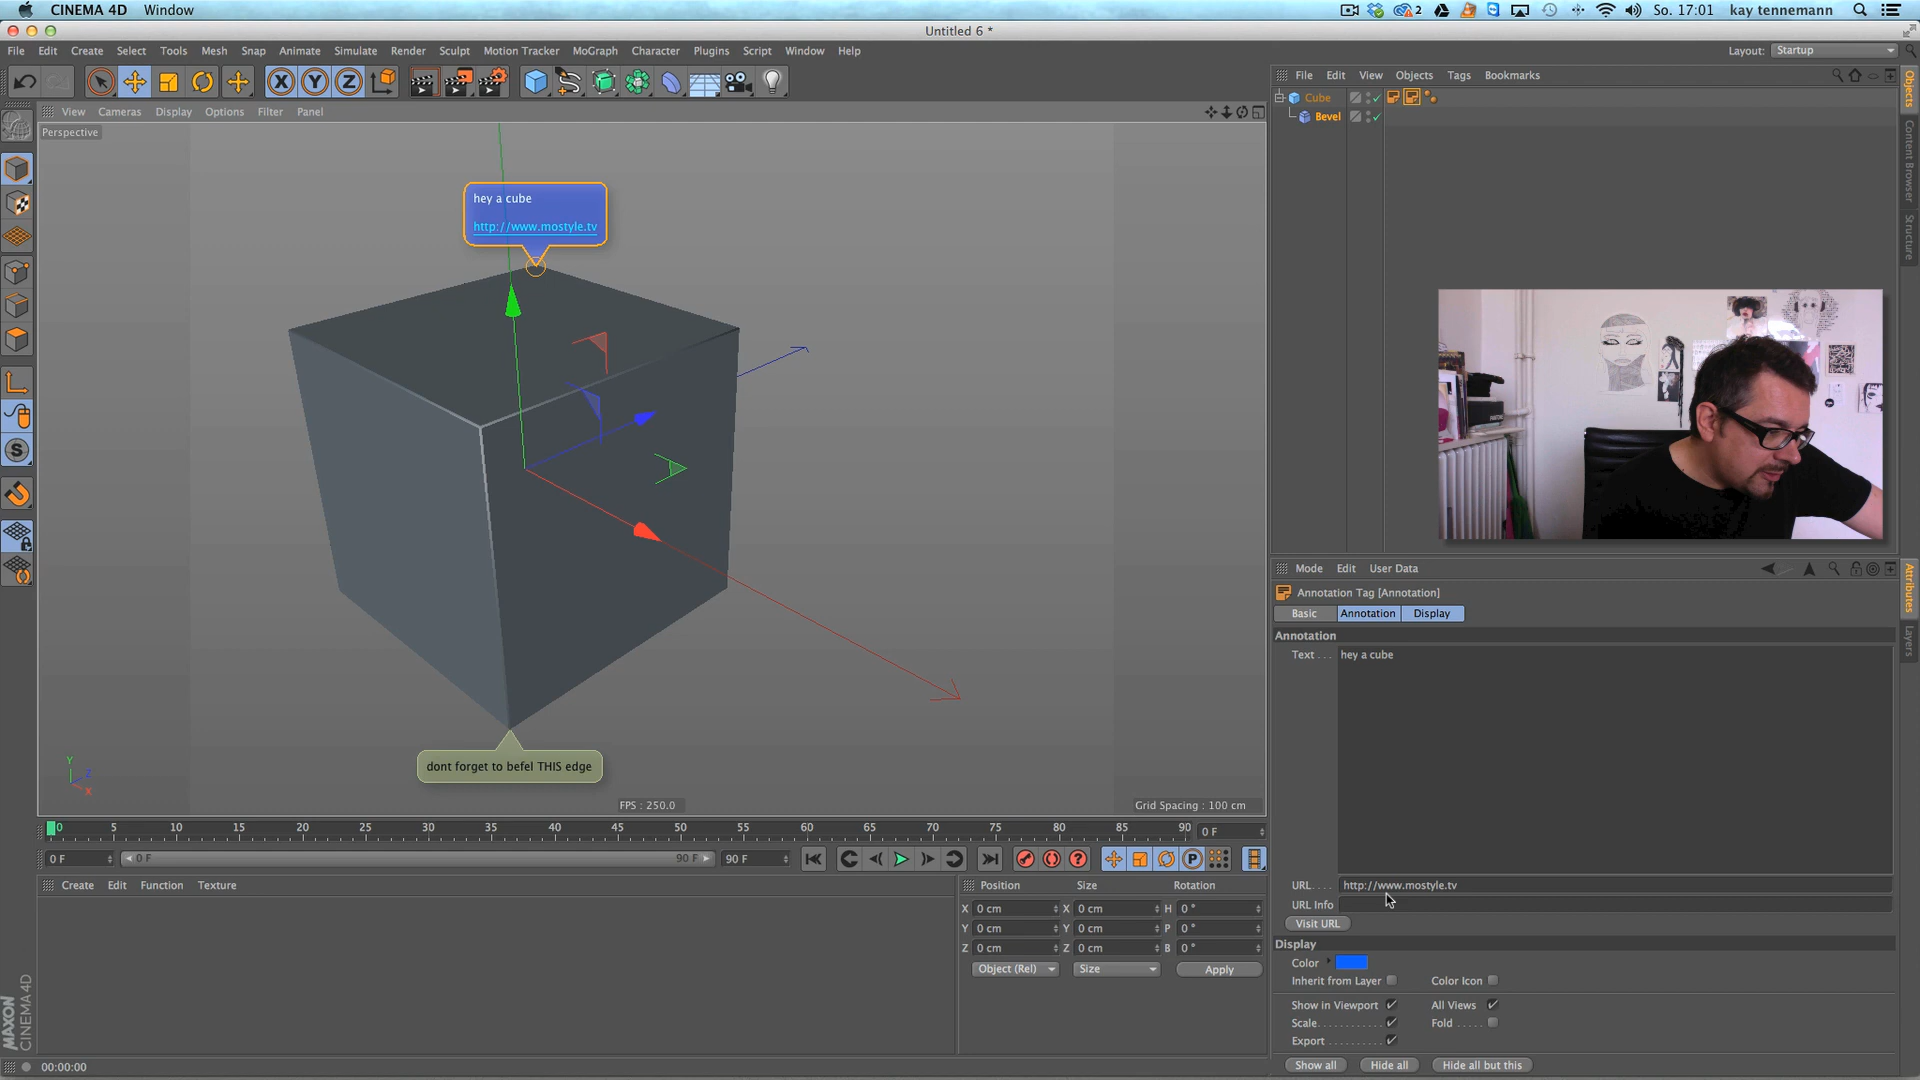 CINEMA 4D Window
2 So. 17:01 kay tennemann
Untitled 6 *
File Edit Create Select Tools Mesh Snap Animate Simulate Render Sculpt Motion Tracker MoGraph Character Plugins Script Window Help
Layout: Startup
X Y Z
File Edit View Objects Tags Bookmarks
View Cameras Display Options Filter Panel
Cube
Bevel
Objects
Content Browser
Structure
Perspective
hey a cube
http://www.mostyle.tv
S
dont forget to befel THIS edge
Y
Z
X
FPS : 250.0
Grid Spacing : 100 cm
Mode Edit User Data
Annotation Tag [Annotation]
Basic Annotation Display
Attributes
Layers
Annotation
Text . . . hey a cube
URL. . . . http://www.mostyle.tv
URL Info
Visit URL
Display
Color
Inherit from Layer Color Icon
Show in Viewport All Views
Scale. . . . . . . . . . . . Fold . . . . .
Export . . . . . . . . . . .
Show all Hide all Hide all but this
0 5 10 15 20 25 30 35 40 45 50 55 60 65 70 75 80 85 90 0 F
0 F 0 F 90 F 90 F P
Create Edit Function Texture
Position Size Rotation
X 0 cm X 0 cm H 0 °
Y 0 cm Y 0 cm P 0 °
Z 0 cm Z 0 cm B 0 °
Object (Rel) Size Apply
MAXON
CINEMA 4D
00:00:00